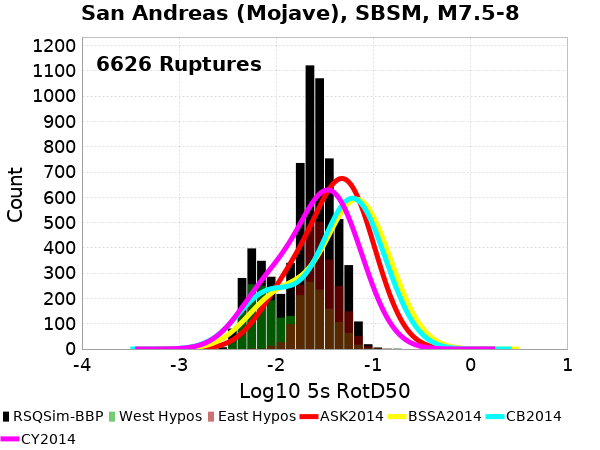 San Andreas (Mojave), SBSM, M7.5-8
6626 Ruptures
Count
1200
1100
1000
900
800
700
600
500
400
300
200
100
0
-4 -3 -2 -1 0 1
Log10 5s RotD50
RSQSim-BBP West Hypos East Hypos ASK2014 BSSA2014 CB2014
CY2014